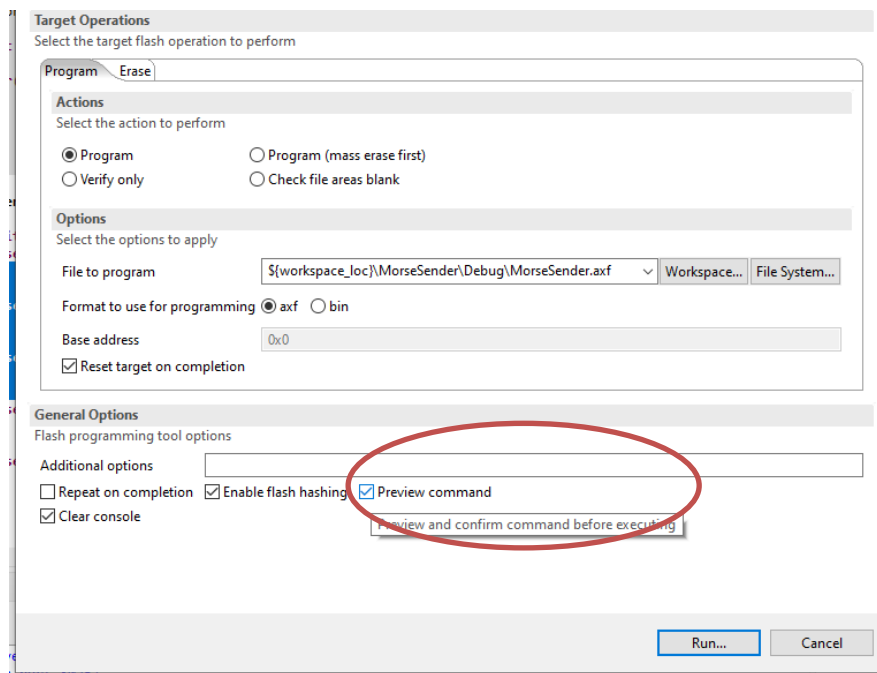 Target Operations
Select the target flash operation to perform
Program Erase
Actions
Select the action to perform
Program Program (mass erase first)
Verify only Check file areas blank
Options
Select the options to apply
File to program ${workspace_loc}\MorseSender\Debug\MorseSender.axf Workspace... File System...
Format to use for programming axf bin
Base address 0x0
Reset target on completion
General Options
Flash programming tool options
Additional options
Repeat on completion Enable flash hashing Preview command
Clear console Preview and confirm command before executing
Run... Cancel